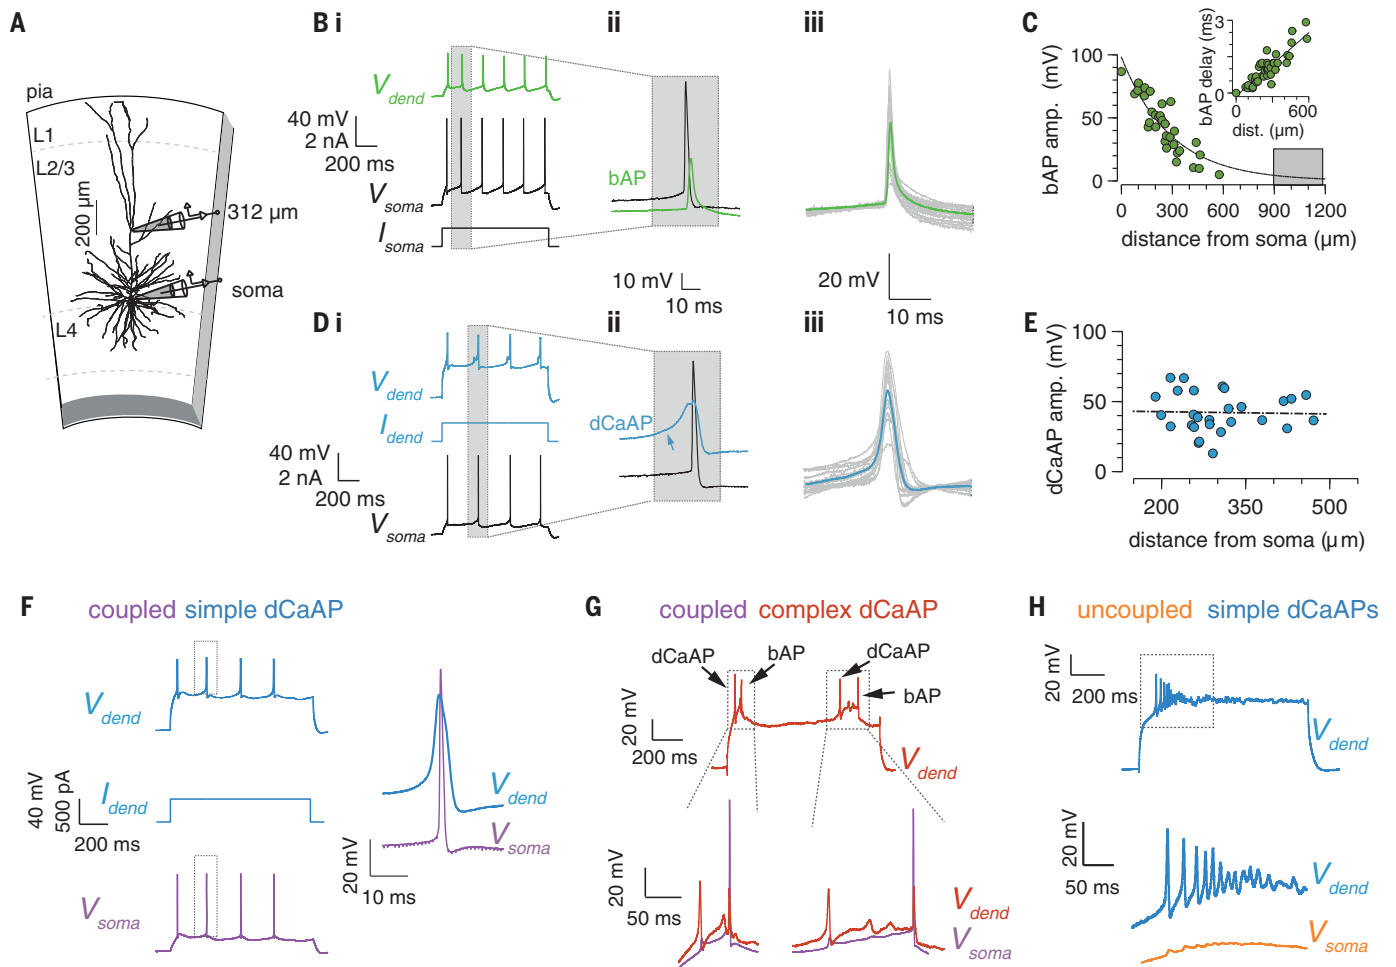 A
pia
L1
L2/3
200 µm
312 µm
soma
L4
B i
V dend
40 mV
2 nA
200 ms
V soma
I soma
ii
bAP
10 mV
10 ms
iii
20 mV
10 ms
C
bAP amp. (mV)
100
50
0
0 300 600 900 1200
distance from soma (µm)
bAP delay (ms)
3
0
0 600
dist. (µm)
D i
V dend
I dend
40 mV
2 nA
200 ms
V soma
ii
dCaAP
iii
E
dCaAP amp. (mV)
100
50
0
200 350 500
distance from soma (µm)
F
coupled simple dCaAP
V dend
I dend
40 mV
500 pA
200 ms
V soma
V dend
V soma
20 mV
10 ms
G
coupled complex dCaAP
dCaAP
bAP
dCaAP
bAP
20 mV
200 ms
V dend
20 mV
50 ms
V dend
V soma
H
uncoupled simple dCaAPs
20 mV
200 ms
V dend
20 mV
50 ms
V dend
V soma